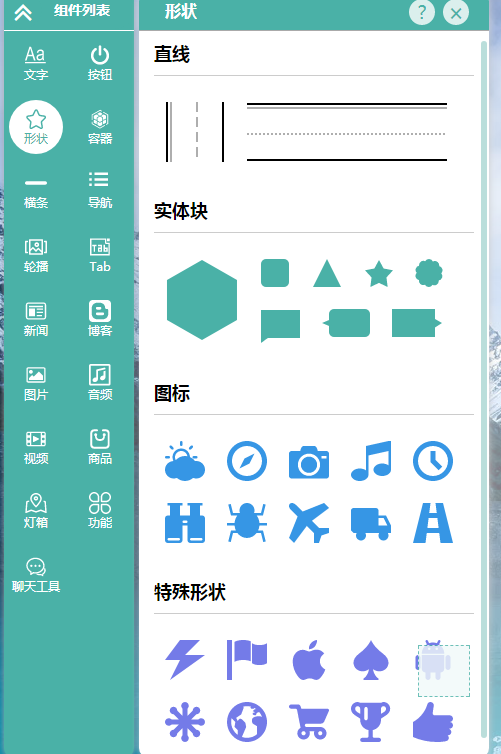 组件列表
形状
?
Aa
文字
按钮
形状
容器
横条
导航
轮播
Tab
Tab
新闻
博客
图片
音频
视频
商品
灯箱
功能
聊天工具
直线
实体块
图标
特殊形状